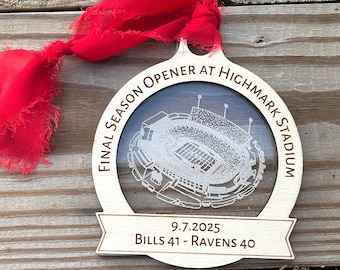 Final Season Opener at Highmark Stadium
9.7.2025
Bills 41 - Ravens 40